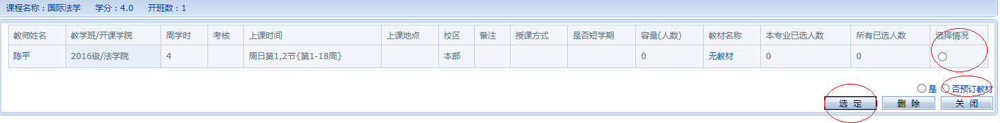 课程名称：国际法学 学分：4.0 开班数：1
教师姓名 教学班/开课学院 周学时 考核 上课时间 上课地点 校区 备注 授课方式 是否短学期 容量(人数) 教材名称 本专业已选人数 所有已选人数 选择情况
陈平 2016级/法学院 4 周日第1,2节{第1-18周} 本部 0 无教材 0 0
是 否预订教材
选 定 删 除 关 闭